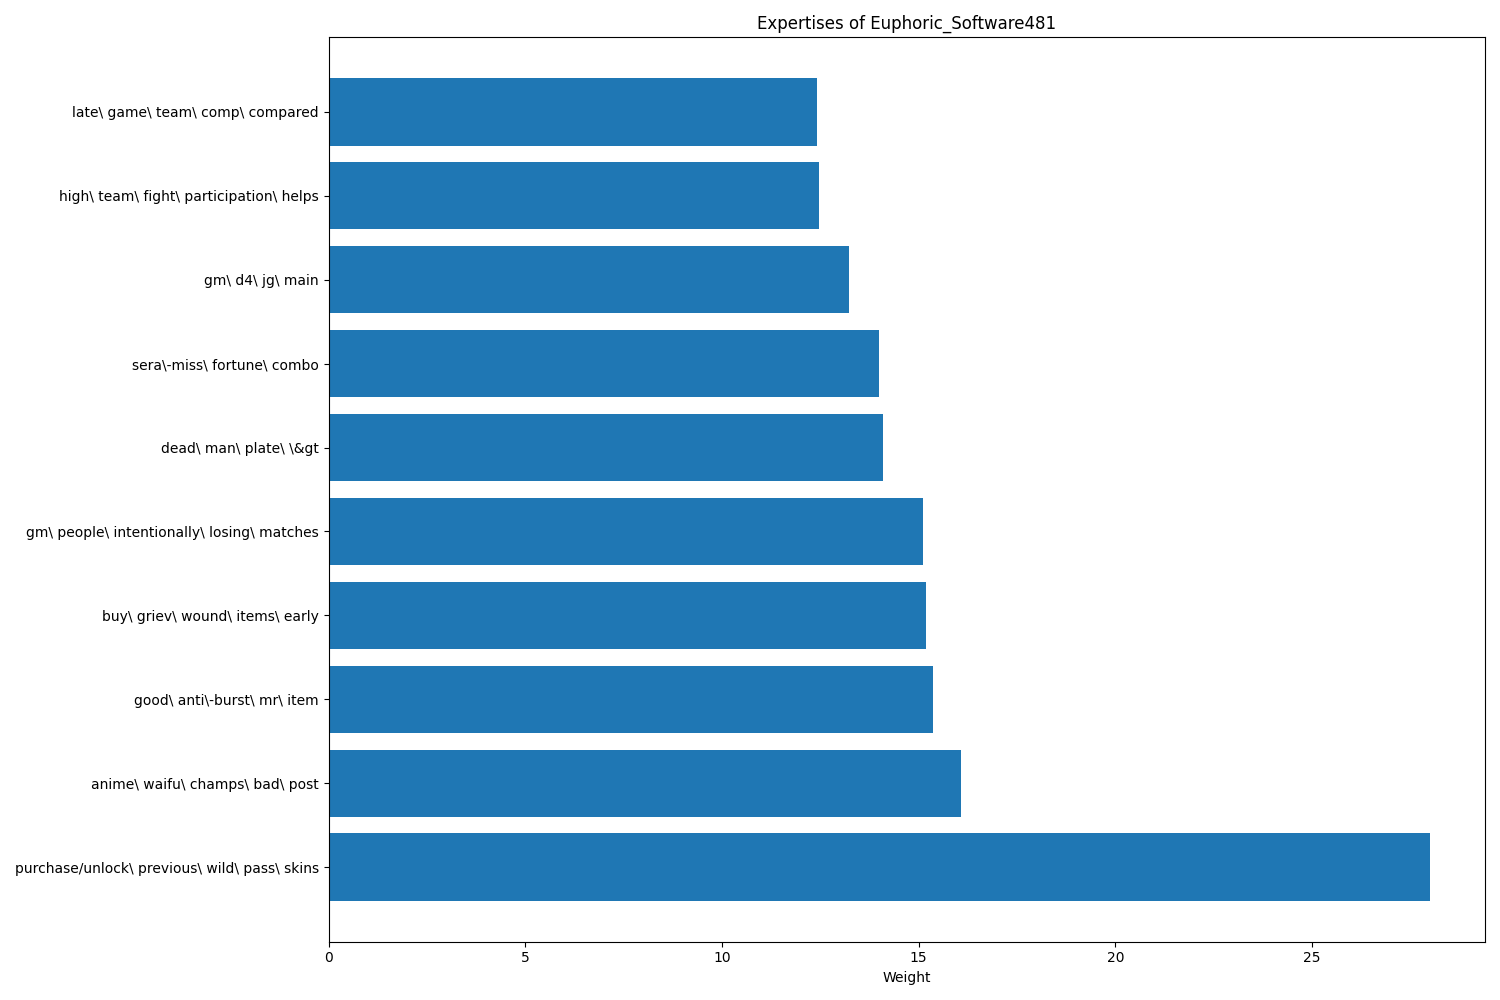 Expertises of Euphoric_Software481
late\ game\ team\ comp\ compared
high\ team\ fight\ participation\ helps
gm\ d4\ jg\ main
sera\-miss\ fortune\ combo
dead\ man\ plate\ \&gt
gm\ people\ intentionally\ losing\ matches
buy\ griev\ wound\ items\ early
good\ anti\-burst\ mr\ item
anime\ waifu\ champs\ bad\ post
purchase/unlock\ previous\ wild\ pass\ skins
0 5 10 15 20 25
Weight